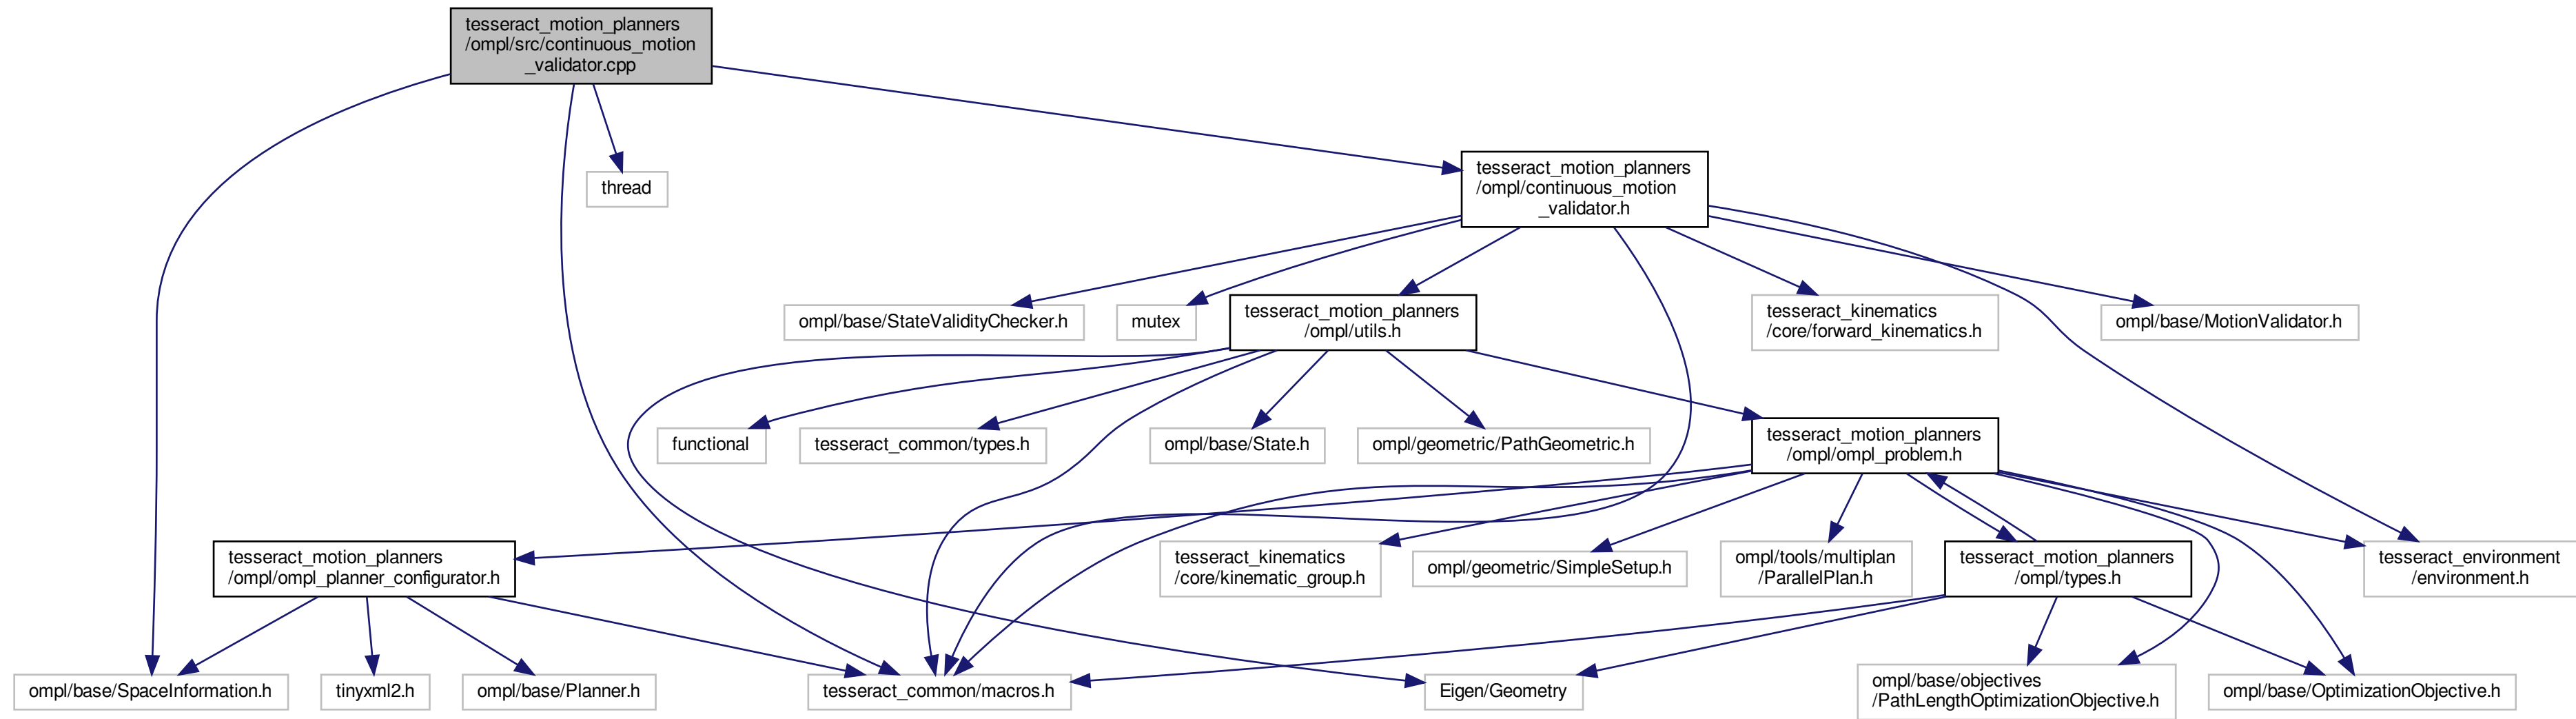 tesseract_motion_planners
/ompl/src/continuous_motion
_validator.cpp
thread
tesseract_motion_planners
/ompl/continuous_motion
_validator.h
ompl/base/StateValidityChecker.h
mutex
tesseract_motion_planners
/ompl/utils.h
tesseract_kinematics
/core/forward_kinematics.h
ompl/base/MotionValidator.h
functional
tesseract_common/types.h
ompl/base/State.h
ompl/geometric/PathGeometric.h
tesseract_motion_planners
/ompl/ompl_problem.h
tesseract_motion_planners
/ompl/ompl_planner_configurator.h
tesseract_kinematics
/core/kinematic_group.h
ompl/geometric/SimpleSetup.h
ompl/tools/multiplan
/ParallelPlan.h
tesseract_motion_planners
/ompl/types.h
tesseract_environment
/environment.h
ompl/base/SpaceInformation.h
tinyxml2.h
ompl/base/Planner.h
tesseract_common/macros.h
Eigen/Geometry
ompl/base/objectives
/PathLengthOptimizationObjective.h
ompl/base/OptimizationObjective.h